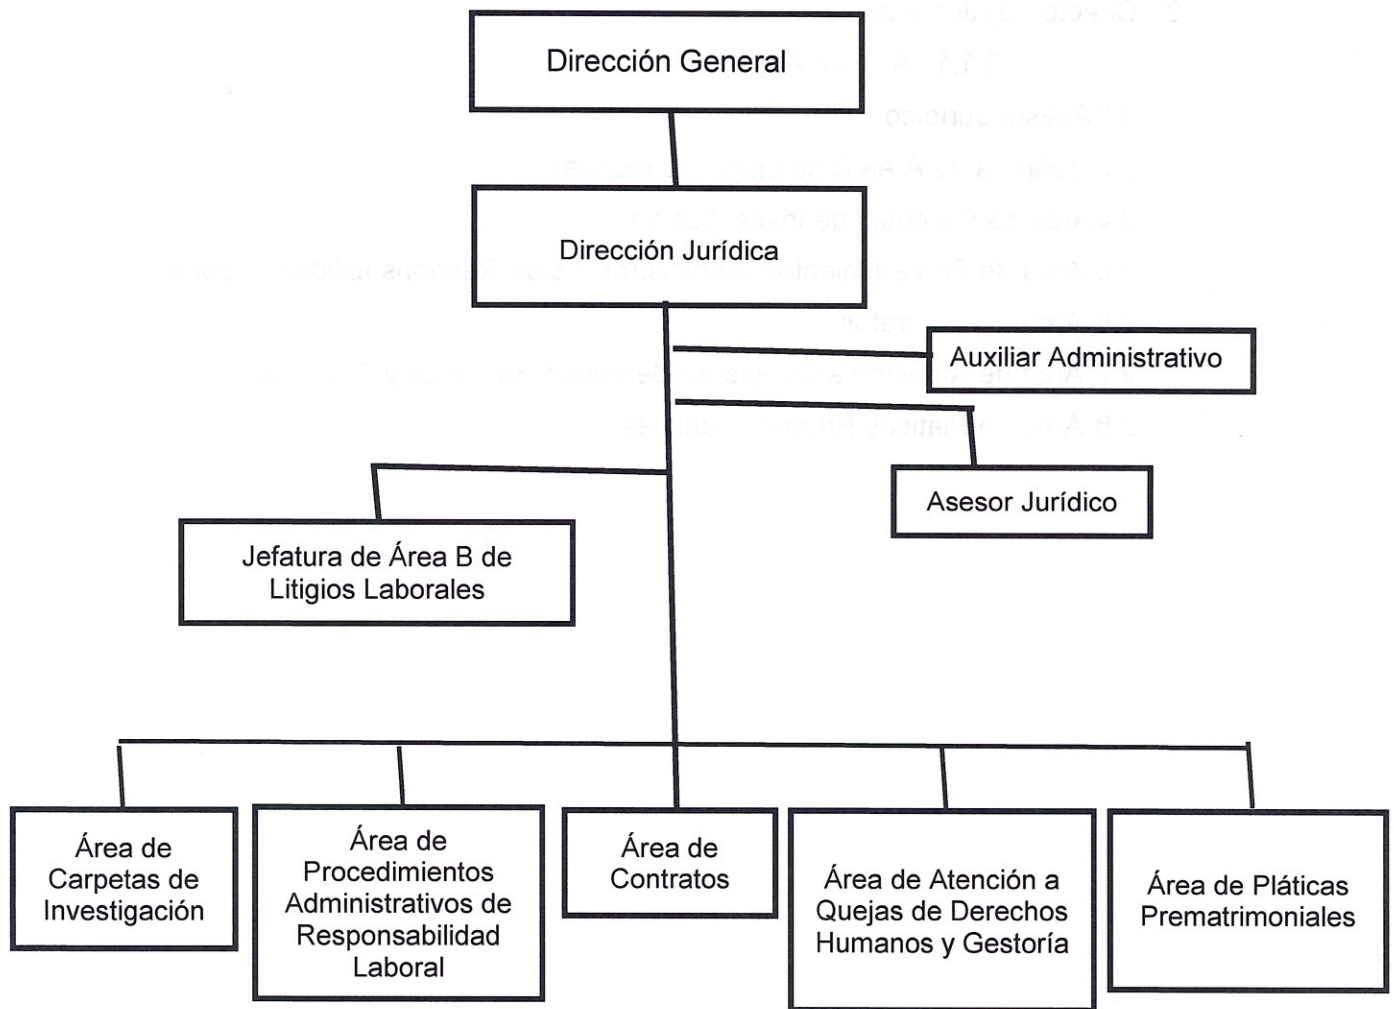 Dirección General
Dirección Jurídica
Auxiliar Administrativo
Asesor Jurídico
Jefatura de Área B de
Litigios Laborales
Área de
Carpetas de
Investigación
Área de
Procedimientos
Administrativos de
Responsabilidad
Laboral
Área de
Contratos
Área de Atención a
Quejas de Derechos
Humanos y Gestoría
Área de Pláticas
Prematrimoniales